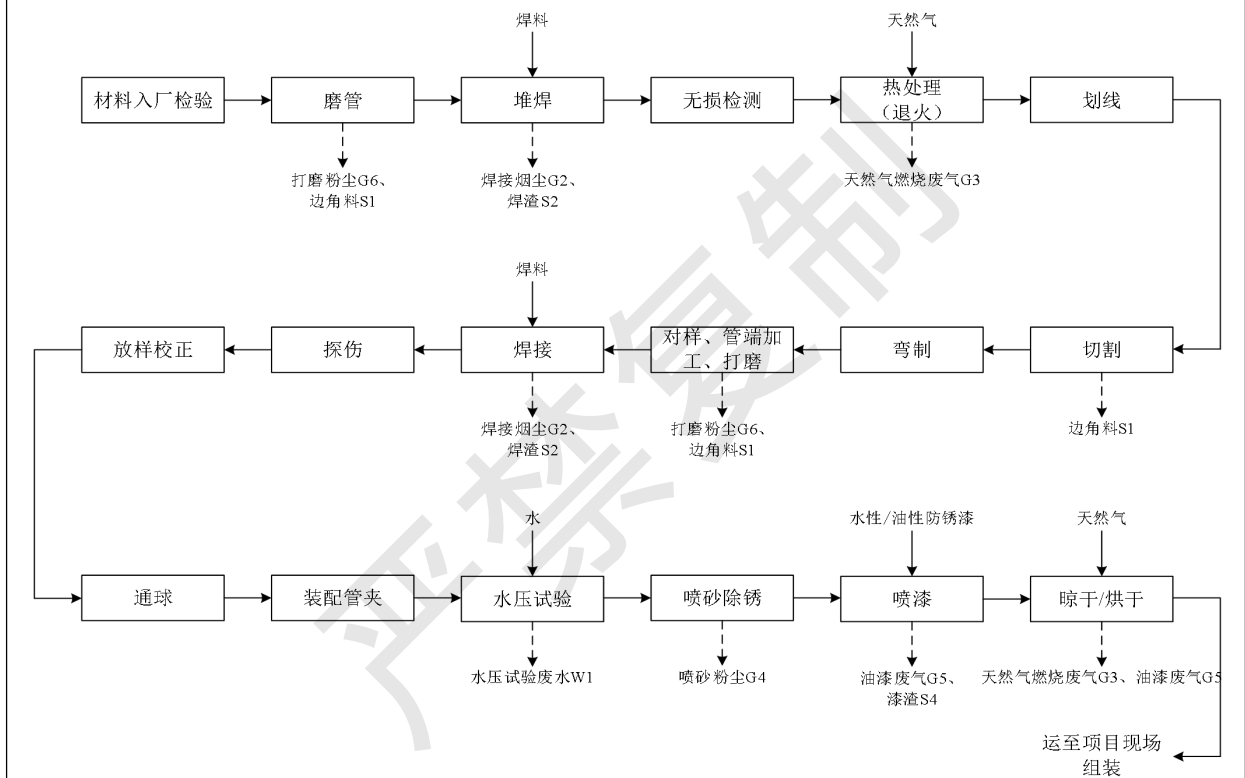 焊料
天然气
材料入厂检验
磨管
堆焊
无损检测
热处理
（退火）
划线
打磨粉尘G6、
边角料S1
焊接烟尘G2、
焊渣S2
天然气燃烧废气G3
焊料
放样校正
探伤
焊接
对样、管端加
工、打磨
弯制
切割
焊接烟尘G2、
焊渣S2
打磨粉尘G6、
边角料S1
边角料S1
水
水性/油性防锈漆
天然气
通球
装配管夹
水压试验
喷砂除锈
喷漆
晾干/烘干
水压试验废水W1
喷砂粉尘G4
油漆废气G5、
漆渣S4
天然气燃烧废气G3、油漆废气G5
运至项目现场
组装
严禁复制